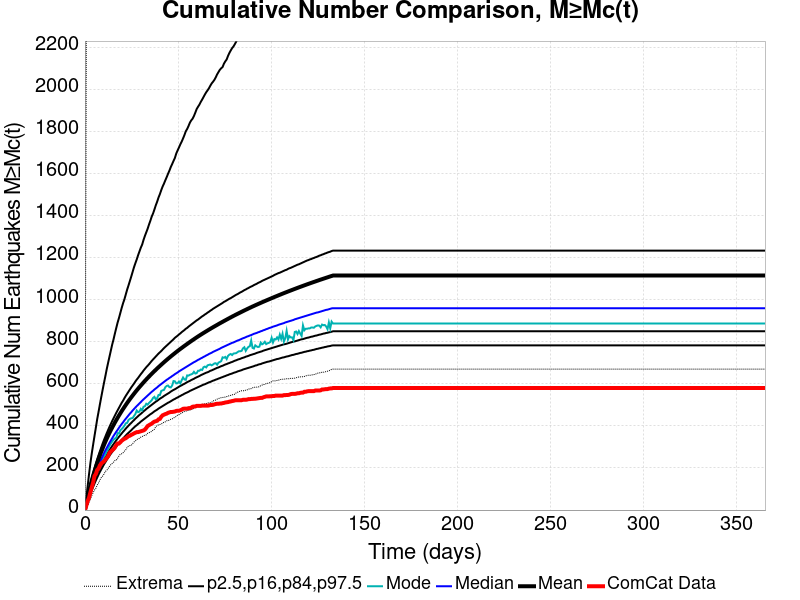 Cumulative Number Comparison, M≥Mc(t)
Cumulative Num Earthquakes M≥Mc(t)
2200
2000
1800
1600
1400
1200
1000
800
600
400
200
0
0 50 100 150 200 250 300 350
Time (days)
Extrema p2.5,p16,p84,p97.5 Mode Median Mean ComCat Data